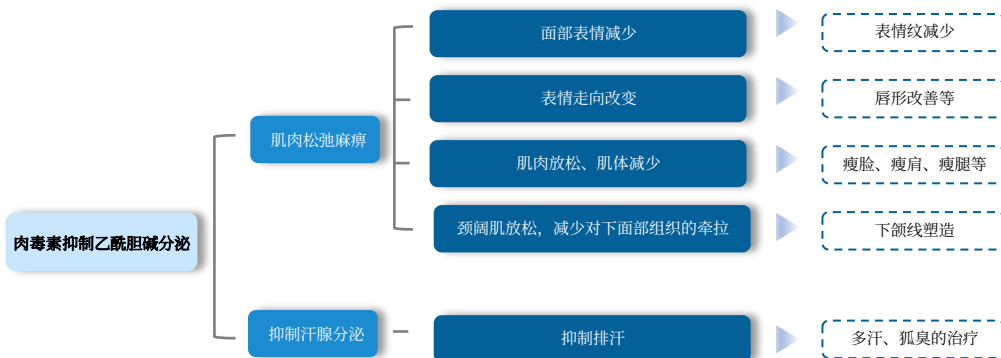 面部表情减少
表情纹减少
表情走向改变
唇形改善等
肌肉松弛麻痹
肌肉放松、肌体减少
瘦脸、瘦肩、瘦腿等
肉毒素抑制乙酰胆碱分泌
颈阔肌放松，减少对下面部组织的牵拉
下颌线塑造
抑制汗腺分泌
抑制排汗
多汗、狐臭的治疗